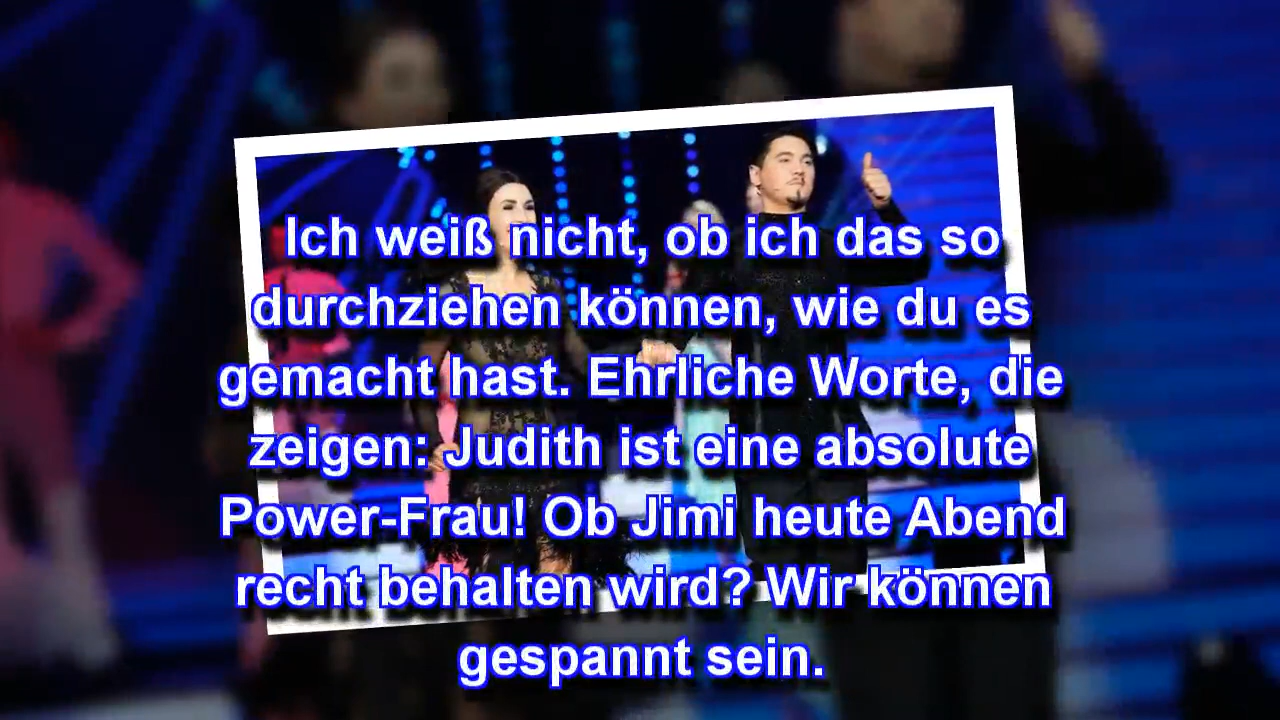 Ich weiß nicht, ob ich das so
durchziehen können, wie du es
gemacht hast. Ehrliche Worte, die
zeigen: Judith ist eine absolute
Power-Frau! Ob Jimi heute Abend
recht behalten wird? Wir können
gespannt sein.